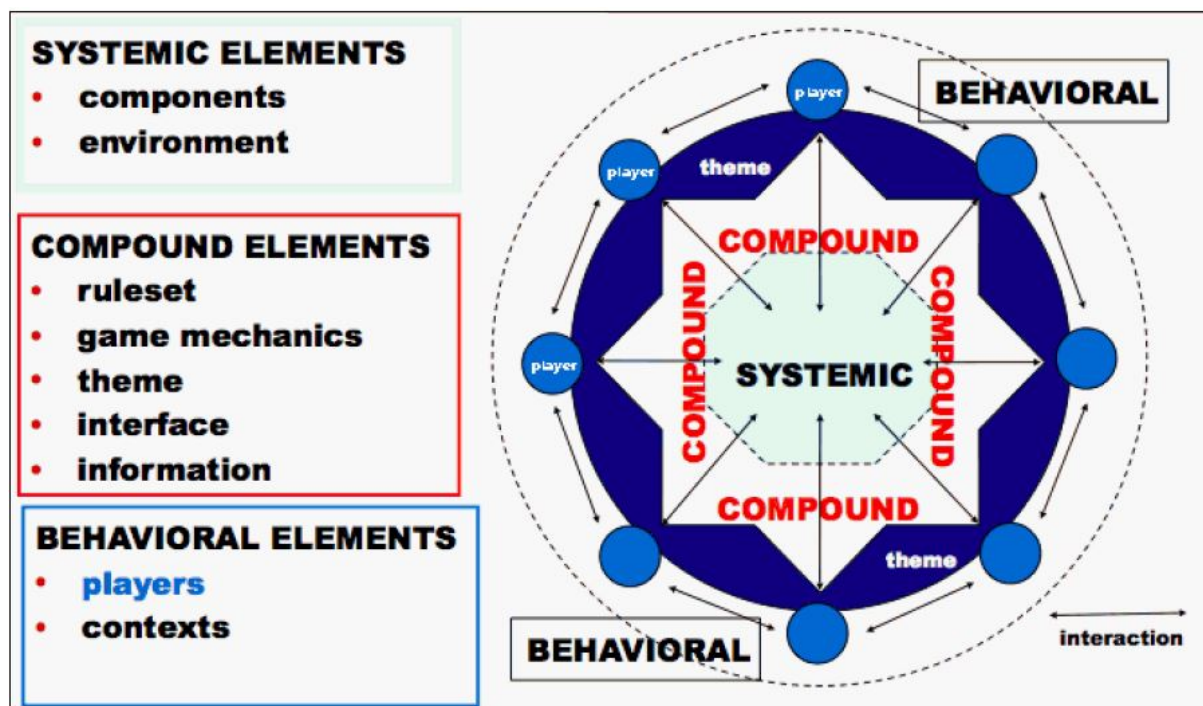 SYSTEMIC ELEMENTS
• components
• environment
COMPOUND ELEMENTS
• ruleset
• game mechanics
• theme
• interface
• information
BEHAVIORAL ELEMENTS
• players
• contexts
player
BEHAVIORAL
player
theme
COMPOUND
COMPOUND
COMPOUND
player
SYSTEMIC
COMPOUND
theme
BEHAVIORAL
interaction